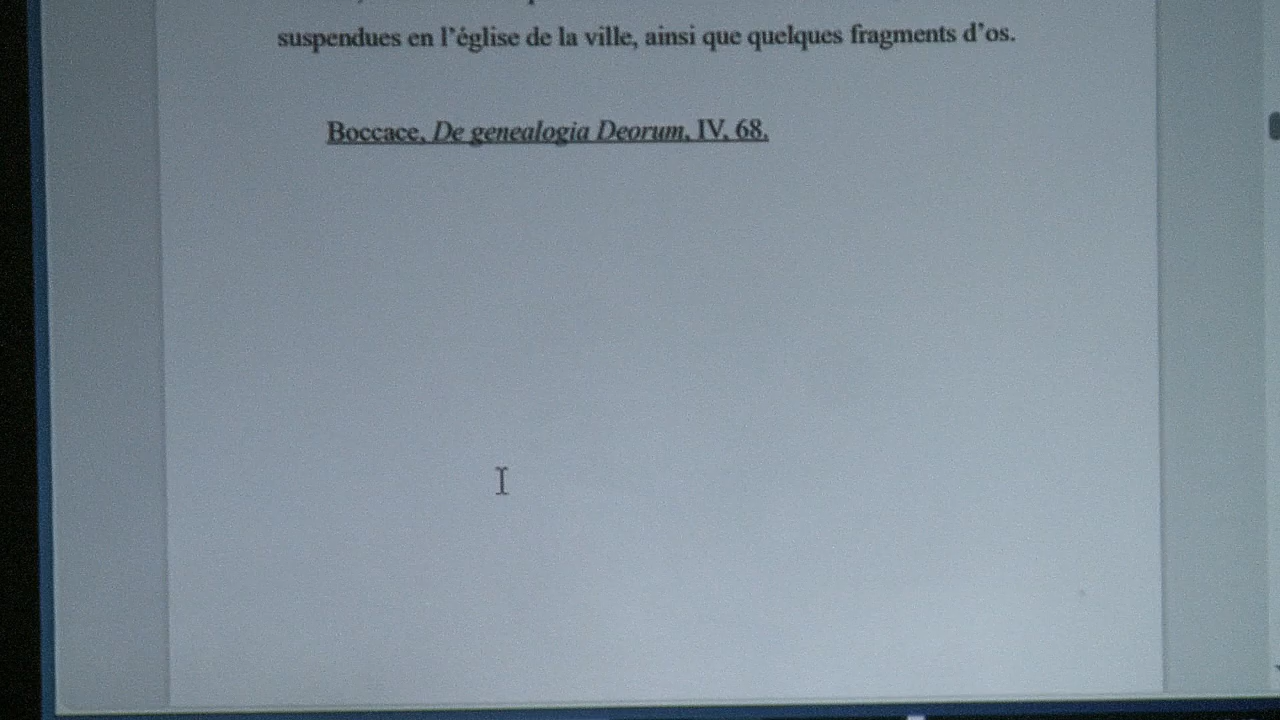 suspendues en l'église de la ville, ainsi que quelques fragments d'os.
Boccace, De genealogia Deorum, IV, 68.